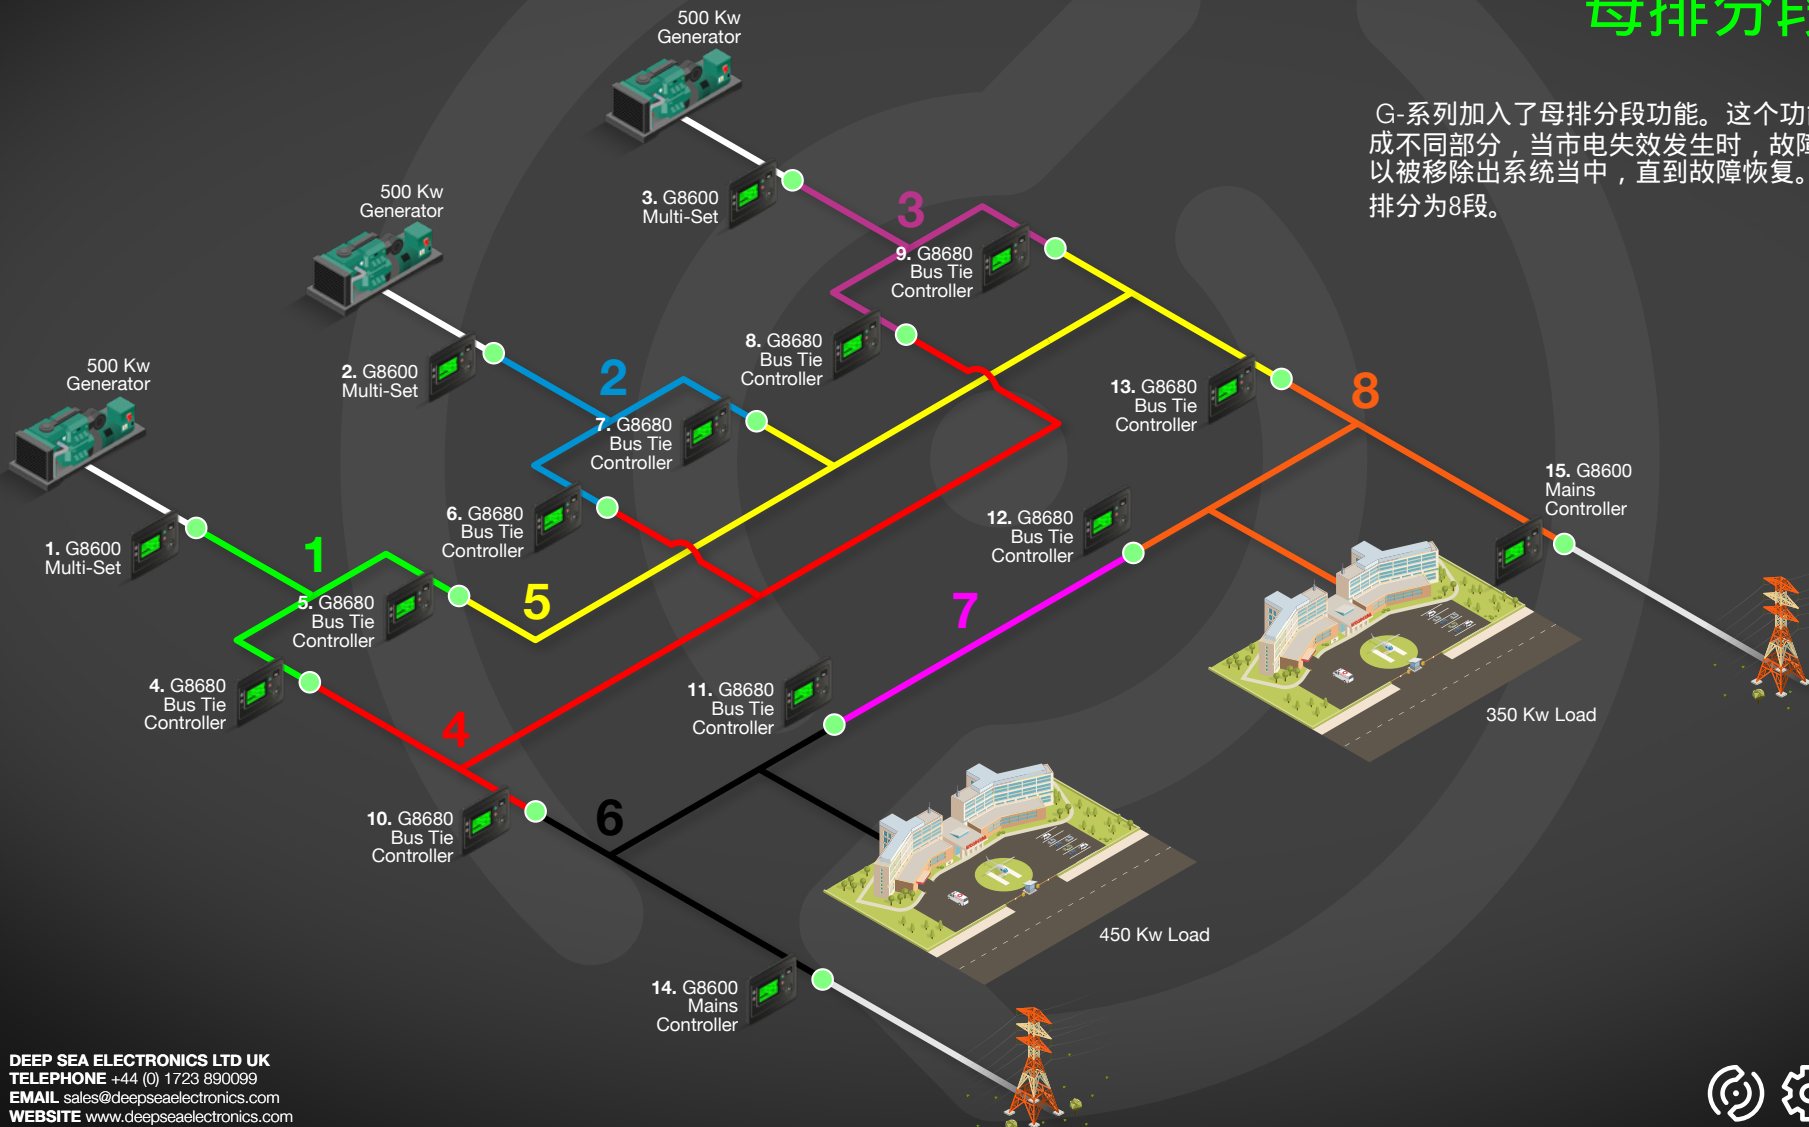 母排分段
G-系列加入了母排分段功能。这个功
成不同部分，当市电失效发生时，故障
以被移除出系统当中，直到故障恢复。
排分为8段。
500 Kw
Generator
3. G8600
Multi-Set
3
9. G8680
Bus Tie
Controller
500 Kw
Generator
2. G8600
Multi-Set
2
7. G8680
Bus Tie
Controller
8. G8680
Bus Tie
Controller
13. G8680
Bus Tie
Controller
8
500 Kw
Generator
1. G8600
Multi-Set
1
5. G8680
Bus Tie
Controller
6. G8680
Bus Tie
Controller
5
12. G8680
Bus Tie
Controller
15. G8600
Mains
Controller
7
4. G8680
Bus Tie
Controller
4
11. G8680
Bus Tie
Controller
350 Kw Load
10. G8680
Bus Tie
Controller
6
450 Kw Load
14. G8600
Mains
Controller
DEEP SEA ELECTRONICS LTD UK
TELEPHONE +44 (0) 1723 890099
EMAIL sales@deepseaelectronics.com
WEBSITE www.deepseaelectronics.com